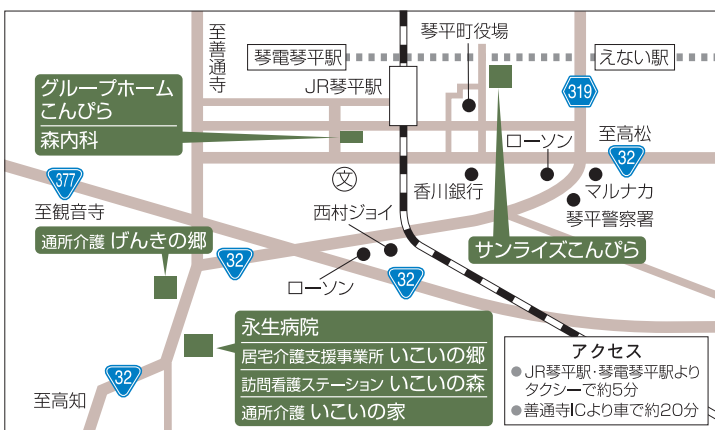 至善通寺
琴電琴平駅
琴平町役場
えない駅
JR琴平駅
319
グループホーム
こんぴら
森内科
ローソン
至高松
32
377
文
香川銀行
マルナカ
琴平警察署
至観音寺
西村ジョイ
通所介護 げんきの郷
サンライズこんぴら
32
ローソン
32
永生病院
居宅介護支援事業所 いこいの郷
訪問看護ステーション いこいの森
通所介護 いこいの家
32
至高知
アクセス
●JR琴平駅・琴電琴平駅より
タクシーで約5分
●善通寺ICより車で約20分